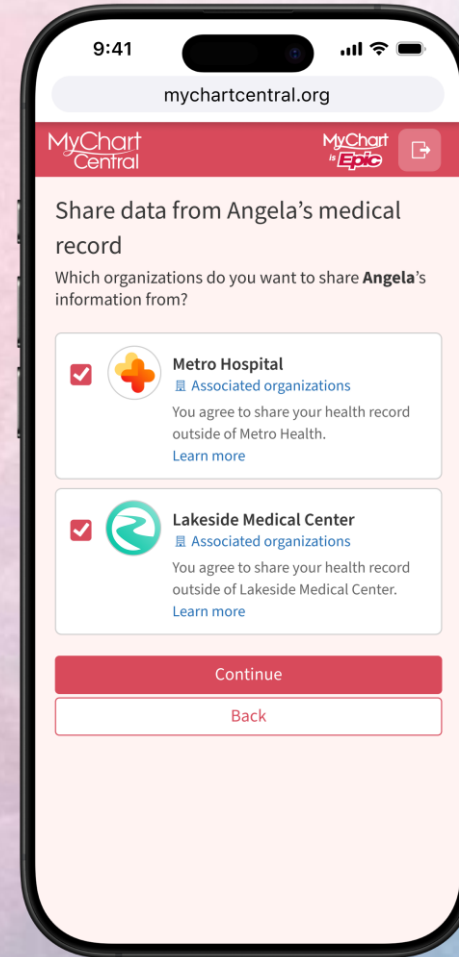 9:41
mychartcentral.org
MyChart
Central
MyChart
is Epic
Share data from Angela's medical
record
Which organizations do you want to share Angela's
information from?
Metro Hospital
Associated organizations
You agree to share your health record
outside of Metro Health.
Learn more
Lakeside Medical Center
Associated organizations
You agree to share your health record
outside of Lakeside Medical Center.
Learn more
Continue
Back